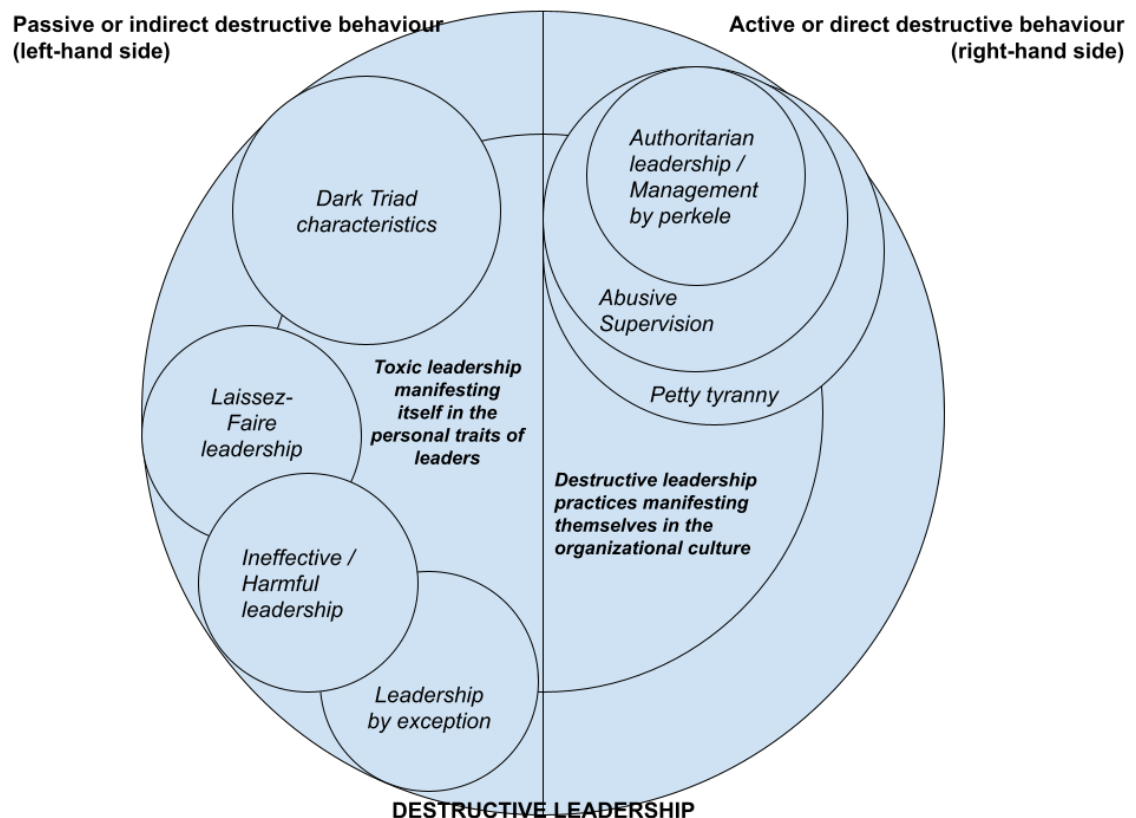 Passive or indirect destructive behaviour
(left-hand side)
Active or direct destructive behaviour
(right-hand side)
Dark Triad
characteristics
Authoritarian
leadership /
Management
by perkele
Abusive
Supervision
Petty tyranny
Laissez-
Faire
leadership
Toxic leadership
manifesting
itself in the
personal traits of
leaders
Destructive leadership
practices manifesting
themselves in the
organizational culture
Ineffective /
Harmful
leadership
Leadership
by exception
DESTRUCTIVE LEADERSHIP